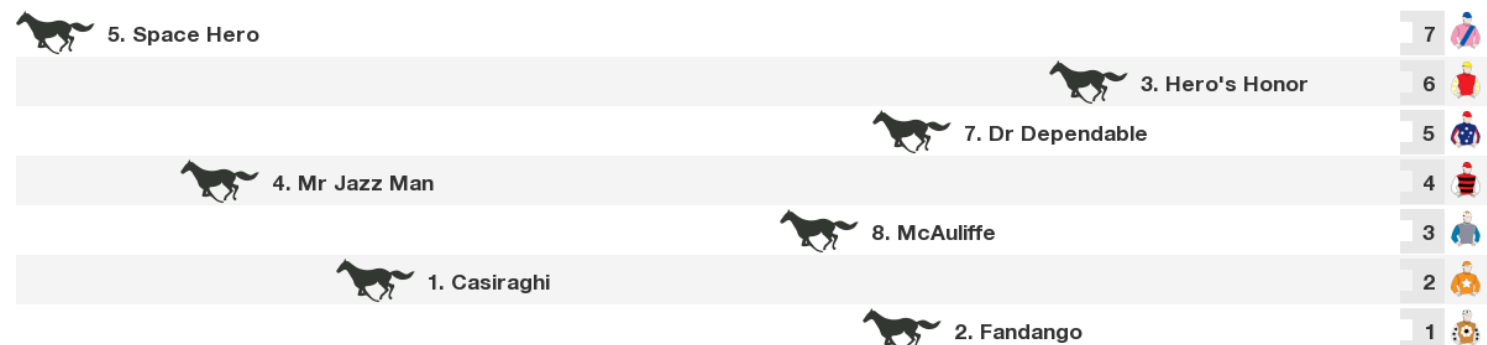 5. Space Hero 7
3. Hero's Honor 6
7. Dr Dependable 5
4. Mr Jazz Man 4
8. McAuliffe 3
1. Casiraghi 2
2. Fandango 1